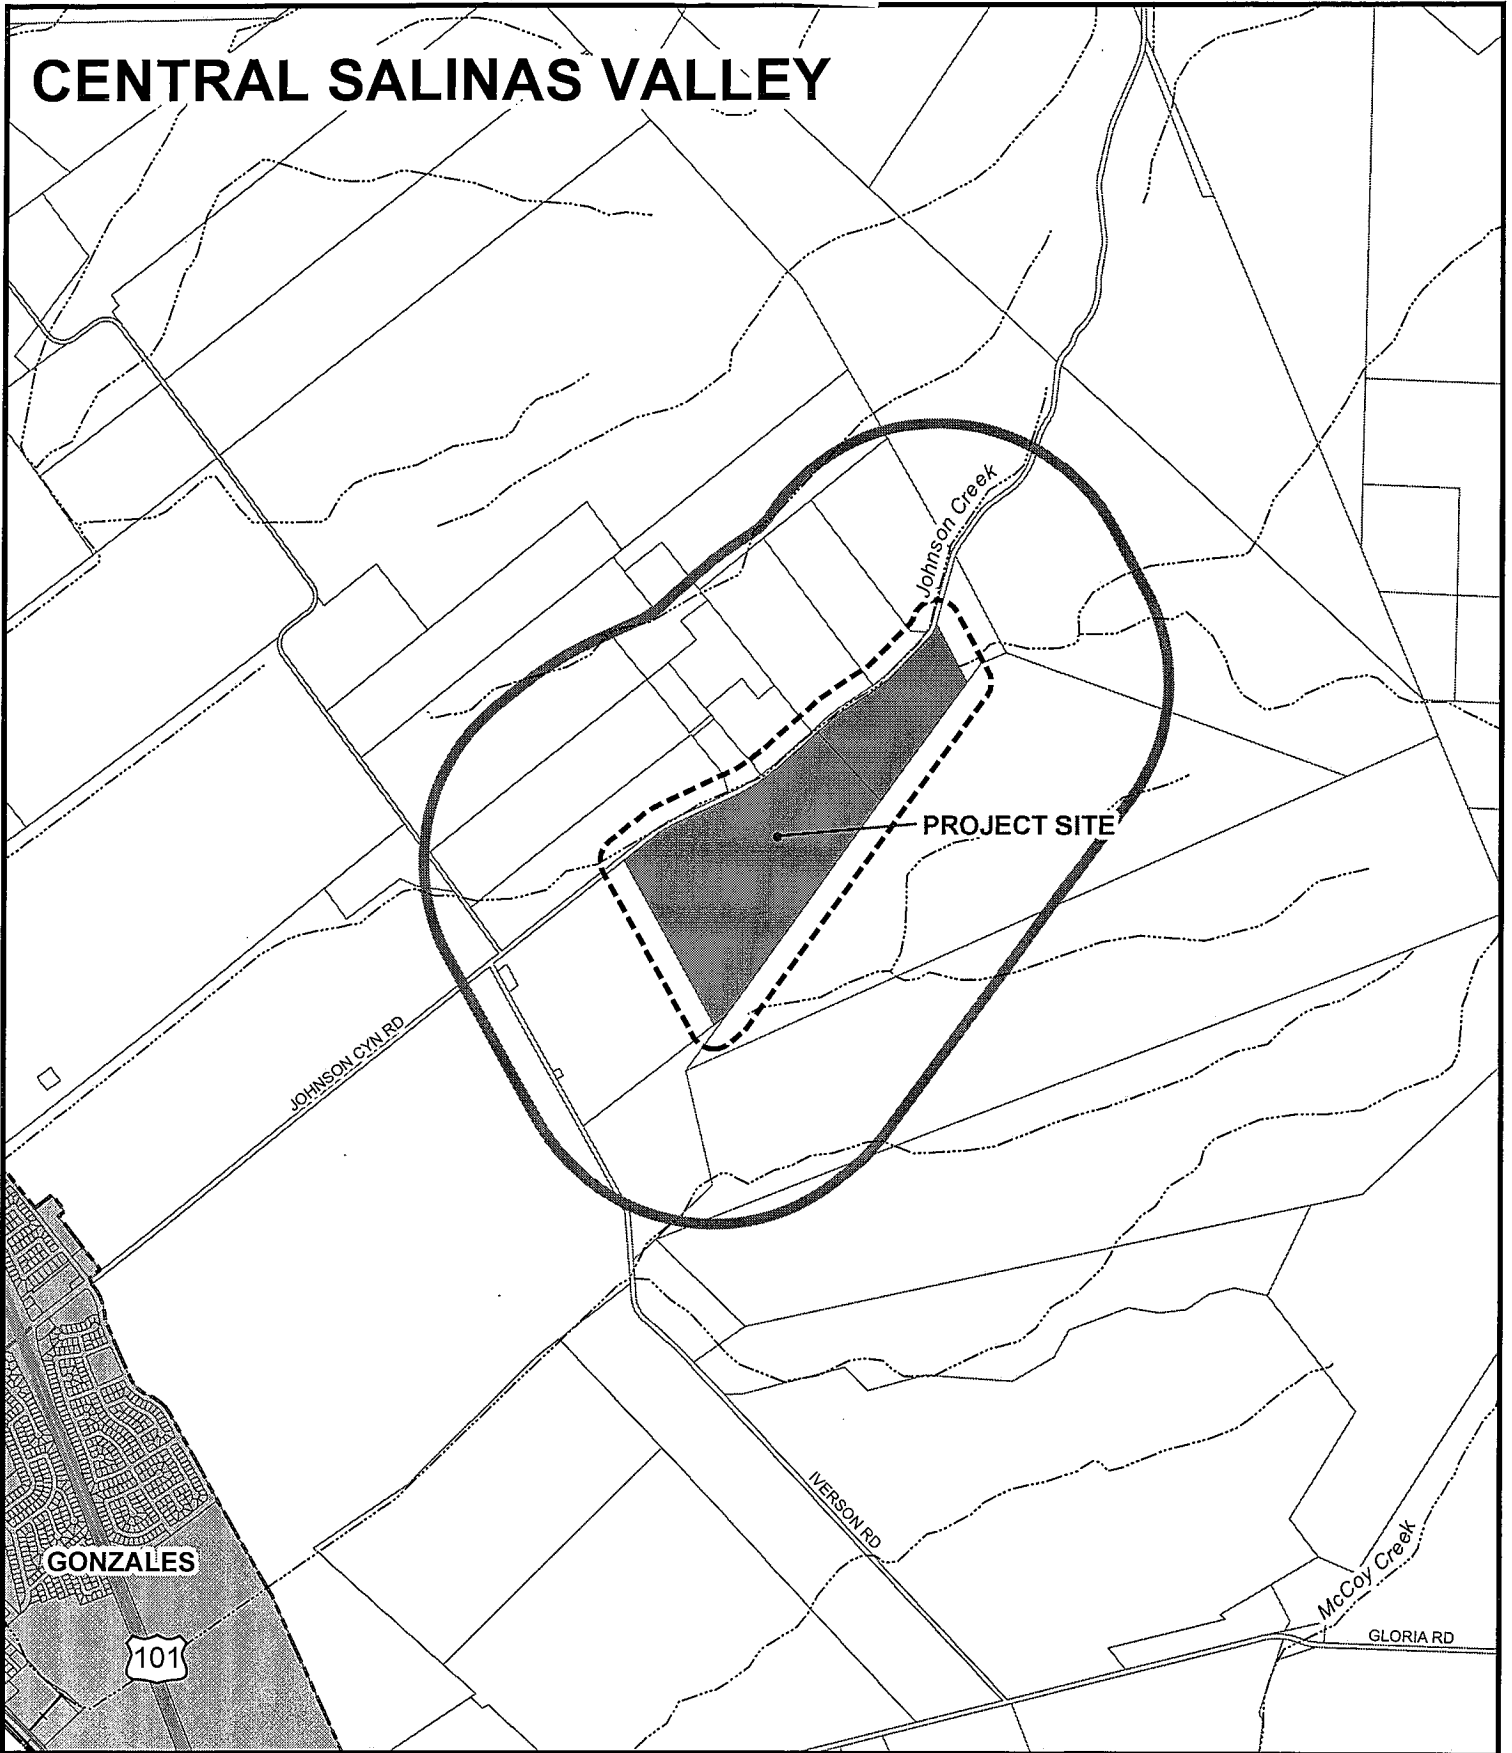 CENTRAL SALINAS VALLEY
Johnson Creek
PROJECT SITE
JOHNSON CYN RD
IVERSON RD
GONZALES
McCoy Creek
GLORIA RD
101